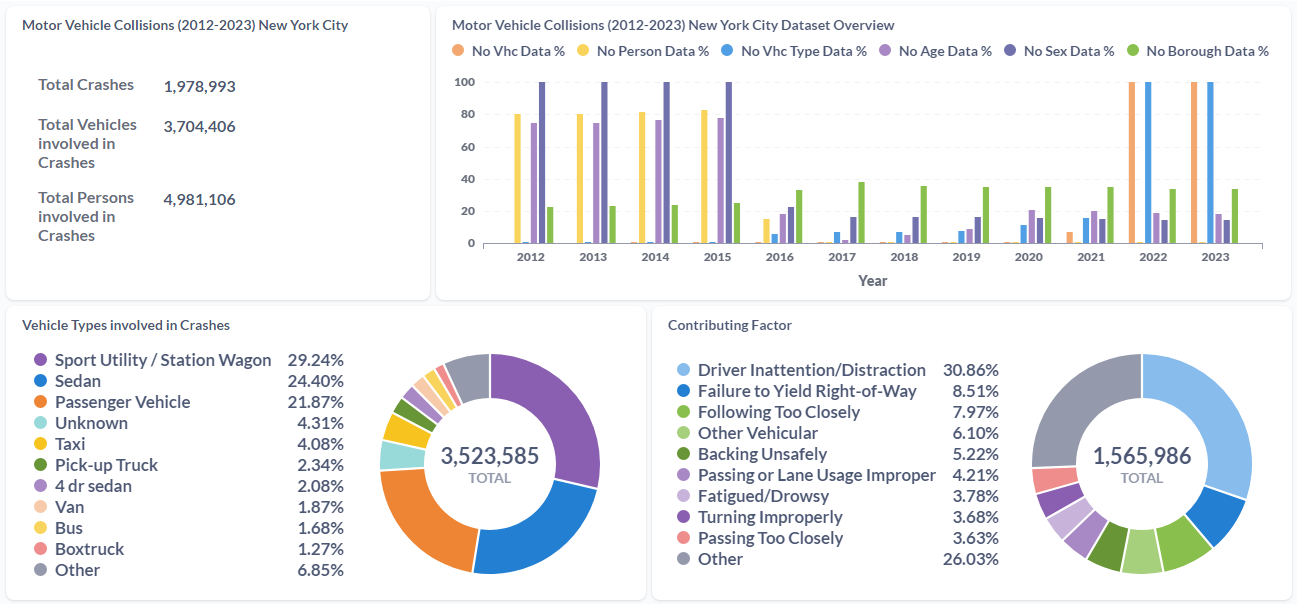 Motor Vehicle Collisions (2012-2023) New York City
Total Crashes 1,978,993
Total Vehicles 3,704,406
involved in
Crashes
Total Persons 4,981,106
involved in
Crashes
Motor Vehicle Collisions (2012-2023) New York City Dataset Overview
No Vhc Data % No Person Data % No Vhc Type Data % No Age Data % No Sex Data % No Borough Data %
100
80
60
40
20
0
2012 2013 2014 2015 2016 2017 2018 2019 2020 2021 2022 2023
Year
Vehicle Types involved in Crashes
Sport Utility / Station Wagon 29.24%
Sedan 24.40%
Passenger Vehicle 21.87%
Unknown 4.31%
Taxi 4.08%
Pick-up Truck 2.34%
4 dr sedan 2.08%
Van 1.87%
Bus 1.68%
Boxtruck 1.27%
Other 6.85%
3,523,585
TOTAL
Contributing Factor
Driver Inattention/Distraction 30.86%
Failure to Yield Right-of-Way 8.51%
Following Too Closely 7.97%
Other Vehicular 6.10%
Backing Unsafely 5.22%
Passing or Lane Usage Improper 4.21%
Fatigued/Drowsy 3.78%
Turning Improperly 3.68%
Passing Too Closely 3.63%
Other 26.03%
1,565,986
TOTAL